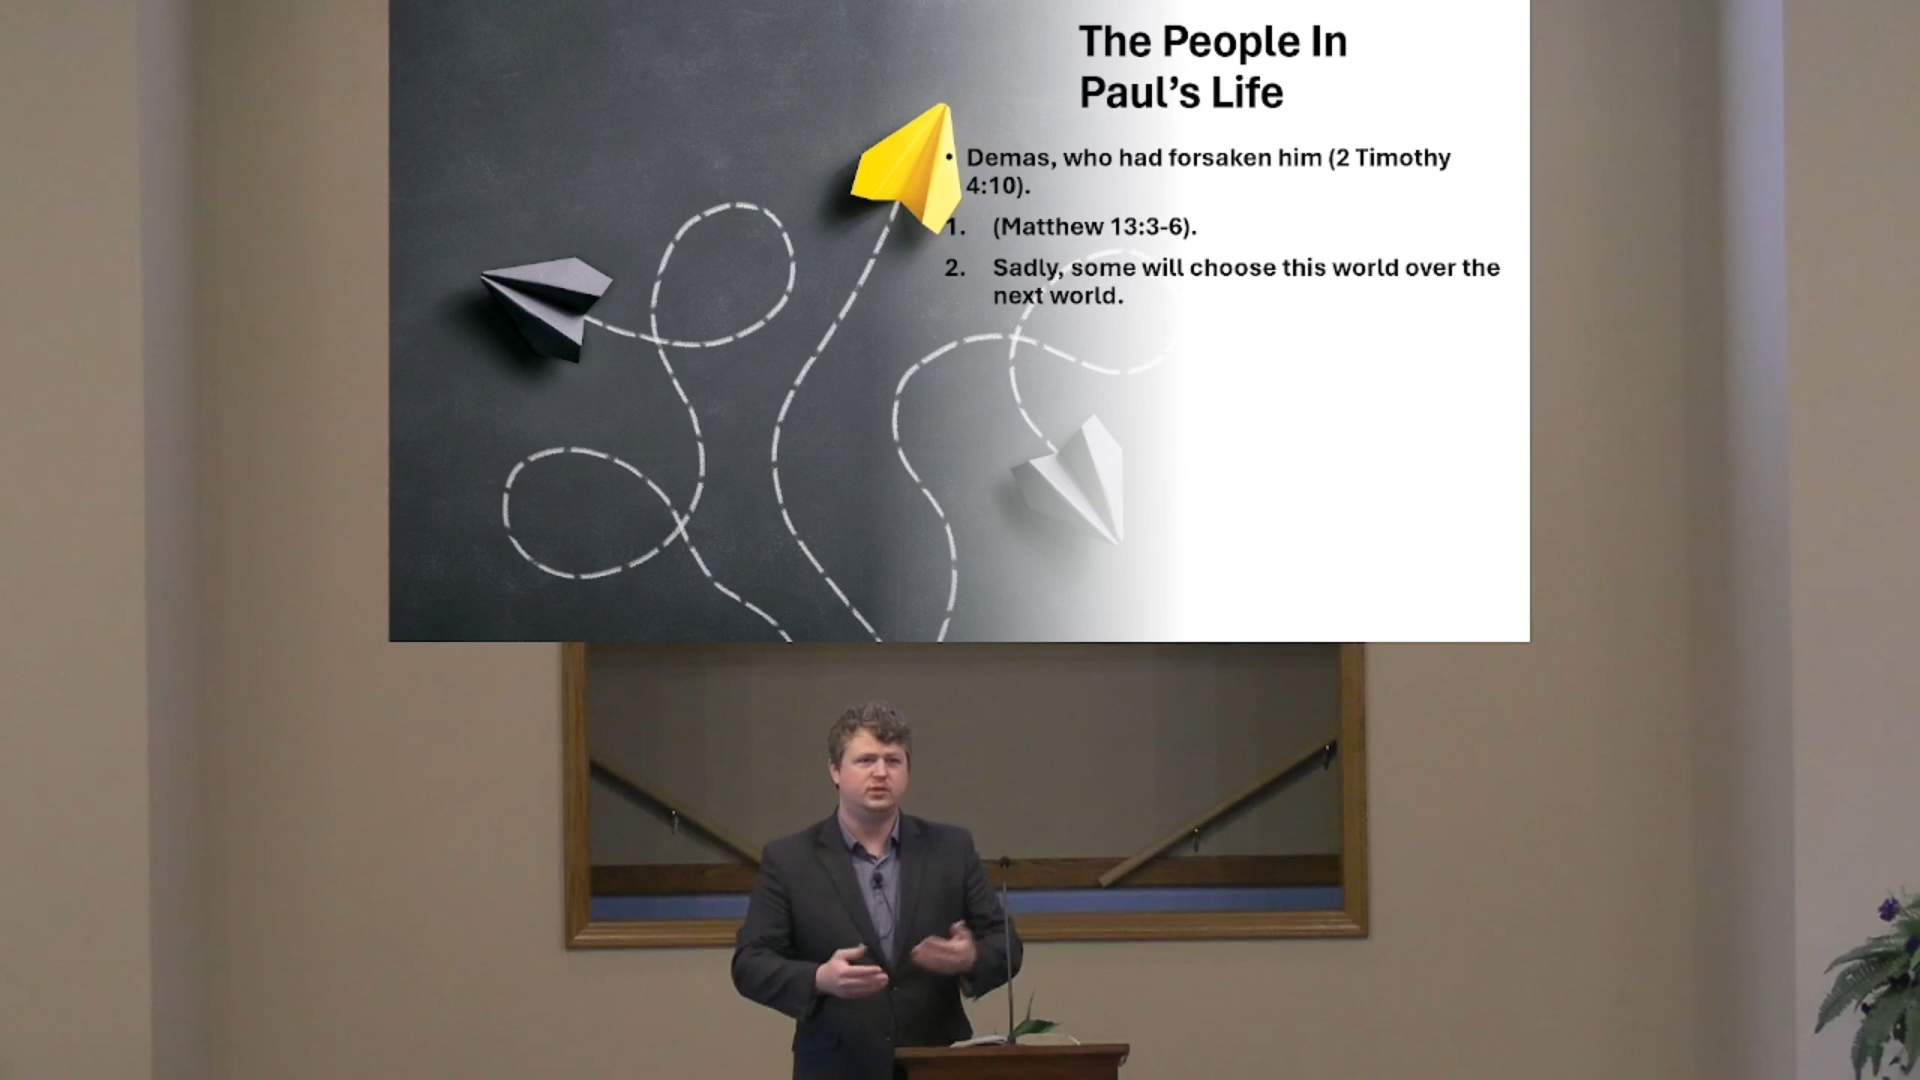 The People In
Paul's Life
• Demas, who had forsaken him (2 Timothy
4:10).
1. (Matthew 13:3-6).
2. Sadly, some will choose this world over the
next world.